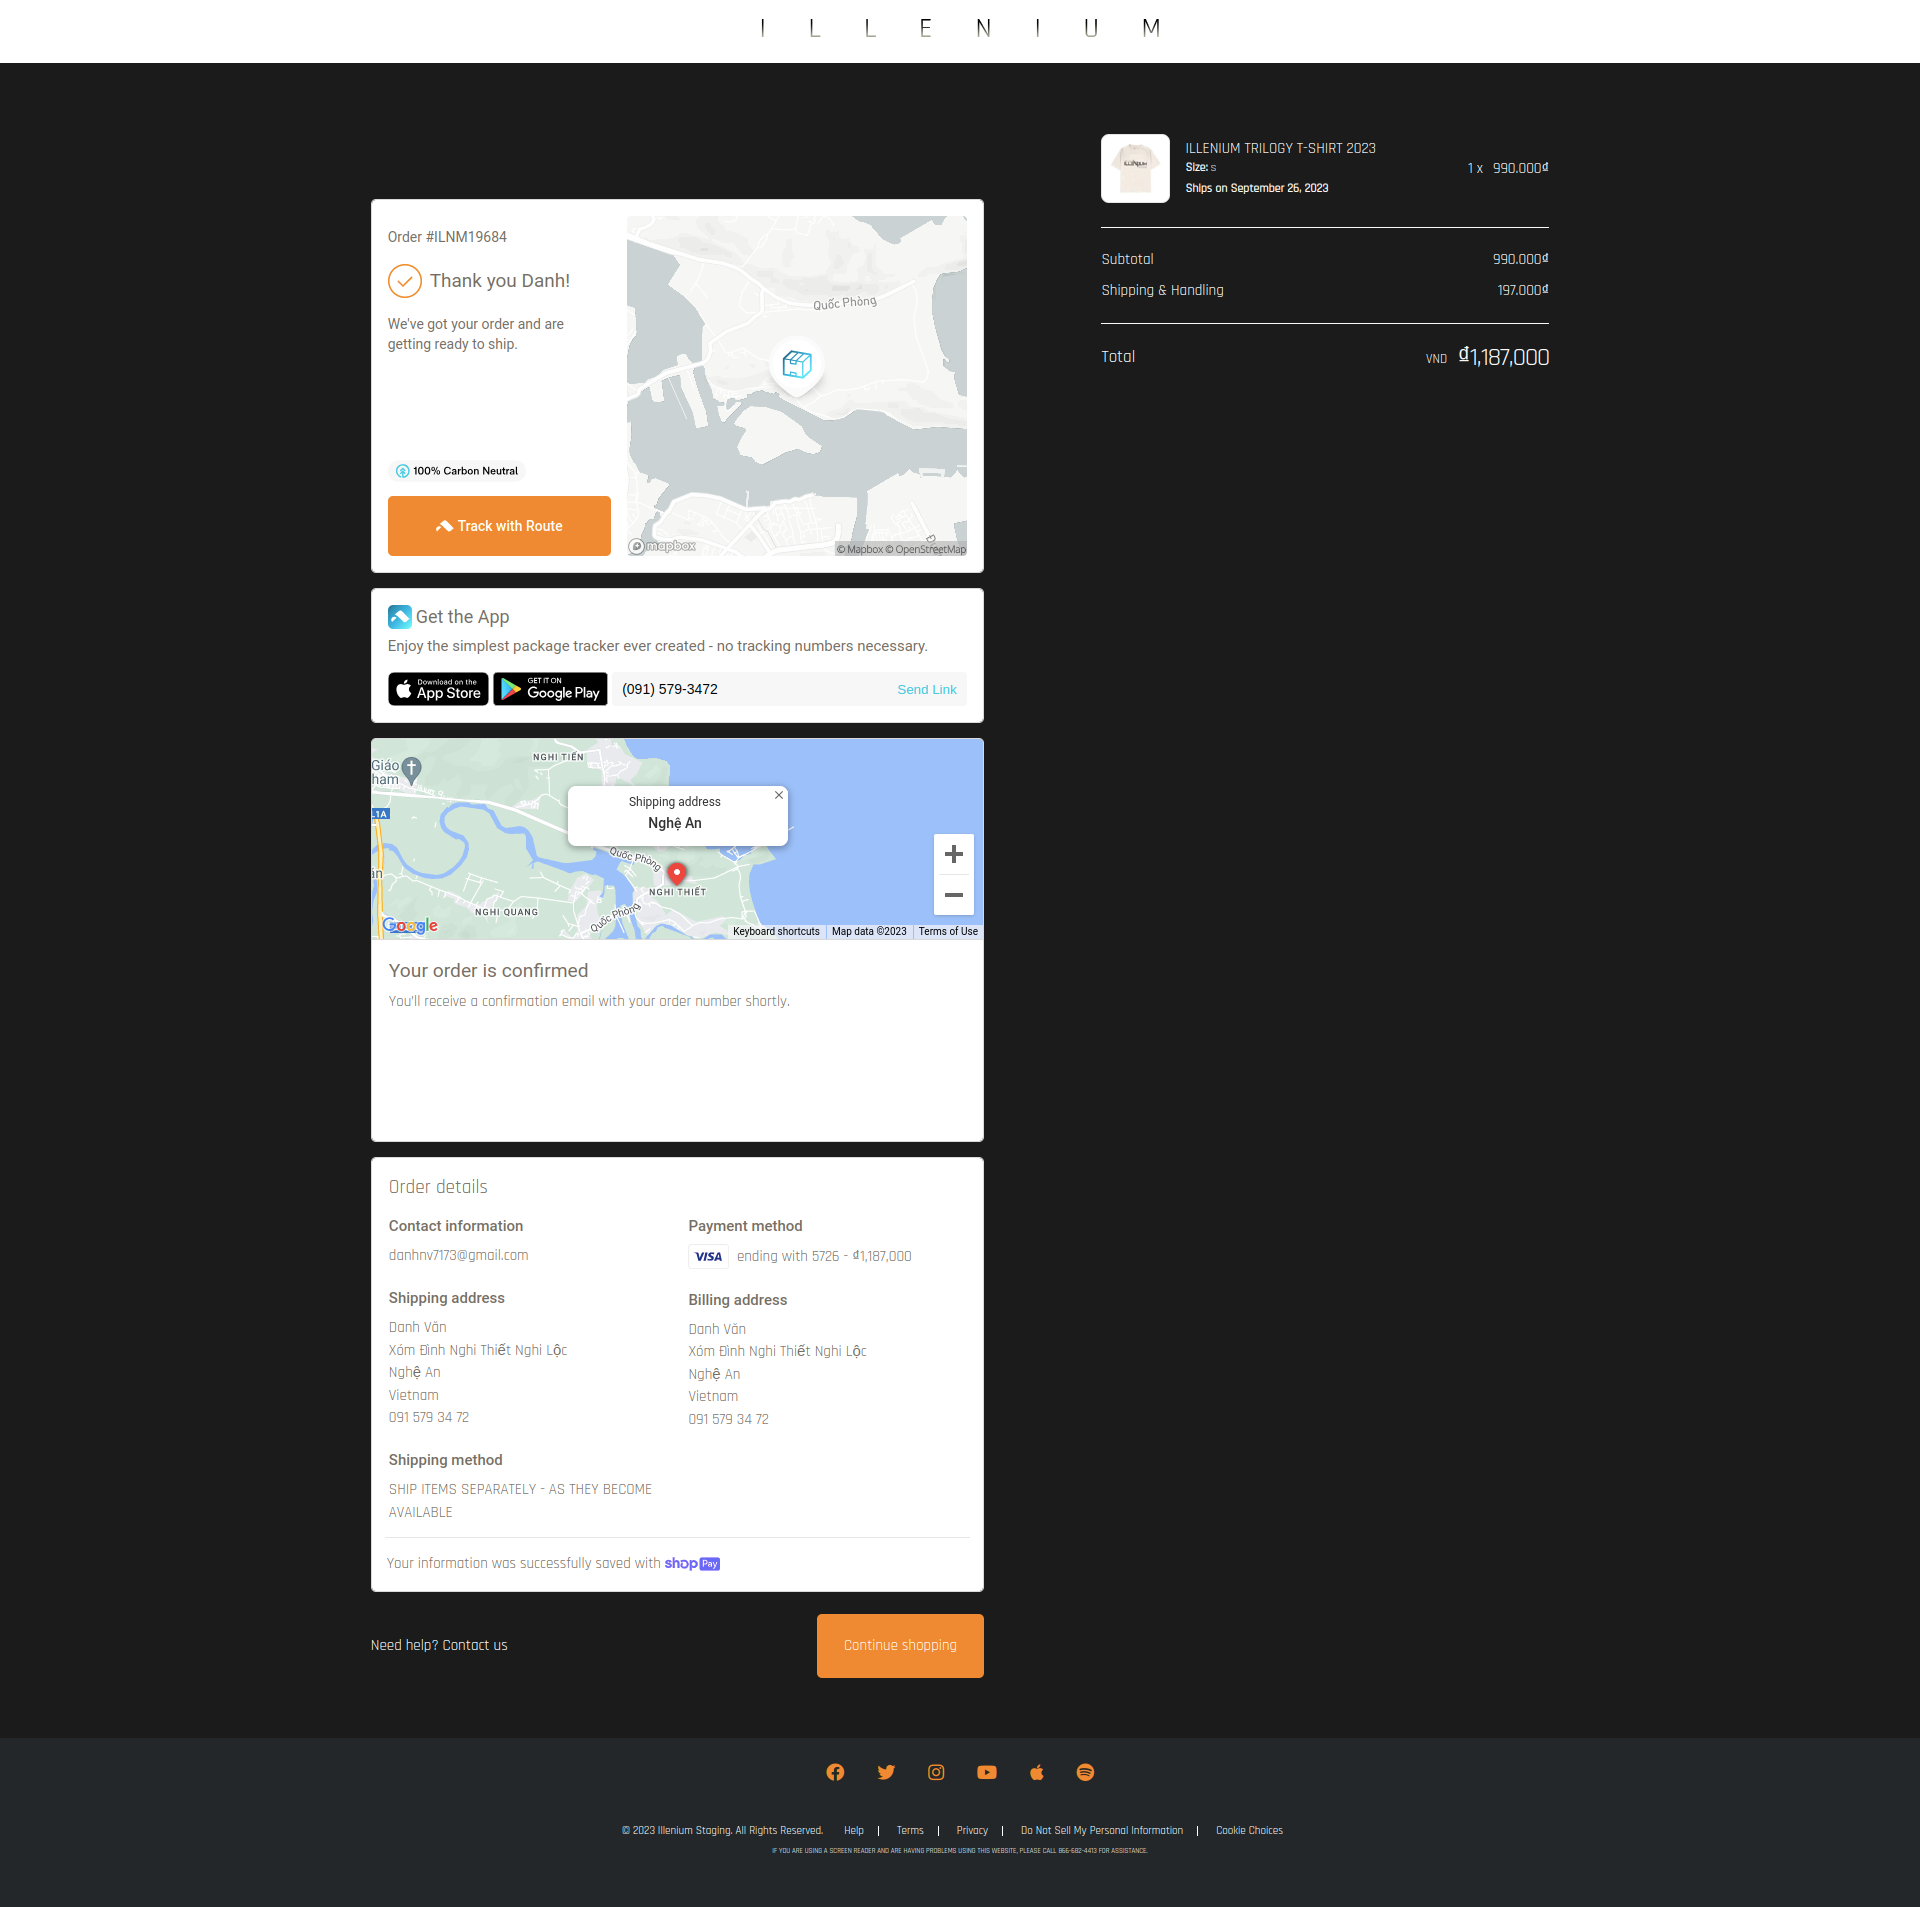 ILLENIUM
Order #ILNM19684
Thank you Danh!
We've got your order and are
getting ready to ship.
100% Carbon Neutral
Track with Route
Quốc Phòng
mapbox
© Mapbox © OpenStreetMap
Get the App
Enjoy the simplest package tracker ever created - no tracking numbers necessary.
Download on the
App Store
GET IT ON
Google Play
(091) 579-3472
Send Link
NGHI TIẾN
Giáo
ham
L1A
Shipping address
Nghệ An
Quốc Phòng
NGHI THIẾT
NGHI QUANG
Quốc Phòng
Google
Keyboard shortcuts
Map data ©2023
Terms of Use
Your order is confirmed
You'll receive a confirmation email with your order number shortly.
Order details
Contact information
danhnv7173@gmail.com
Shipping address
Danh Văn
Xóm Đình Nghi Thiết Nghi Lộc
Nghệ An
Vietnam
091 579 34 72
Shipping method
SHIP ITEMS SEPARATELY - AS THEY BECOME
AVAILABLE
Payment method
VISA ending with 5726 - ₫1,187,000
Billing address
Danh Văn
Xóm Đình Nghi Thiết Nghi Lộc
Nghệ An
Vietnam
091 579 34 72
Your information was successfully saved with shop Pay
Need help? Contact us
Continue shopping
ILLENIUM TRILOGY T-SHIRT 2023
Size: S
Ships on September 26, 2023
1 x 990.000₫
Subtotal 990.000₫
Shipping & Handling 197.000₫
Total VND ₫1,187,000
© 2023 Illenium Staging. All Rights Reserved. Help | Terms | Privacy | Do Not Sell My Personal Information | Cookie Choices
IF YOU ARE USING A SCREEN READER AND ARE HAVING PROBLEMS USING THIS WEBSITE, PLEASE CALL 866-682-4413 FOR ASSISTANCE.